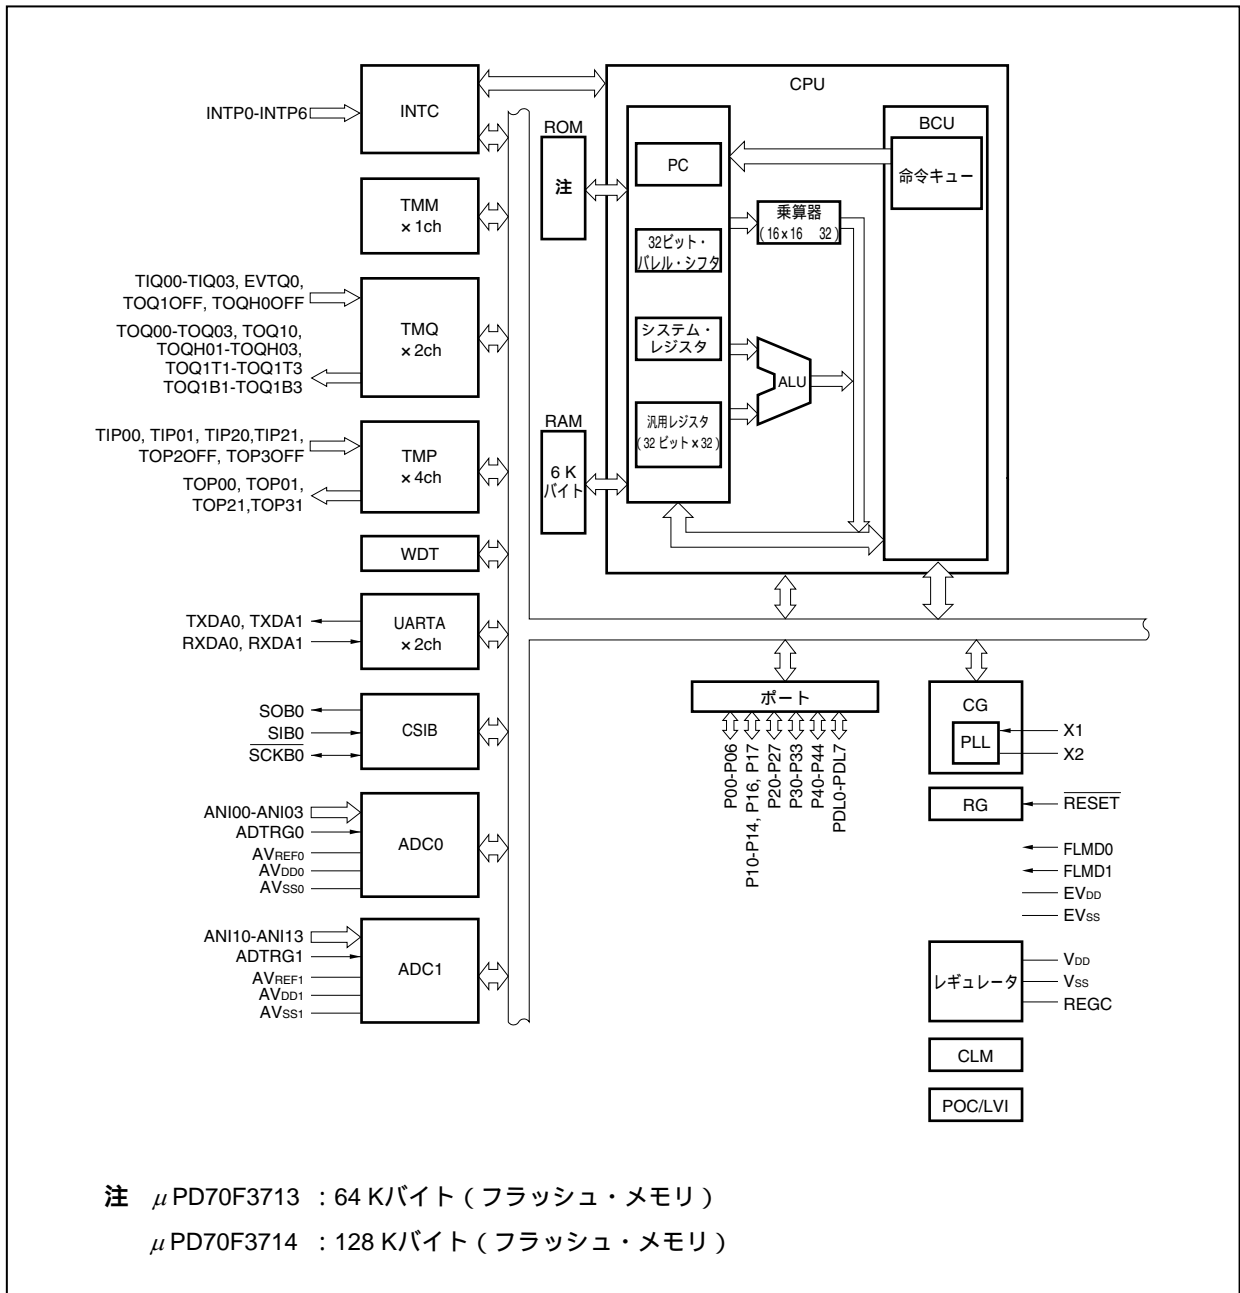 INTP0-INTP6
INTC
TMM
×1ch
TIQ00-TIQ03, EVTQ0,
TOQ1OFF, TOQH0OFF
TOQ00-TOQ03, TOQ10,
TOQH01-TOQH03,
TOQ1T1-TOQ1T3
TOQ1B1-TOQ1B3
TMQ
×2ch
TIP00, TIP01, TIP20,TIP21,
TOP2OFF, TOP3OFF
TOP00, TOP01,
TOP21,TOP31
TMP
×4ch
WDT
TXDA0, TXDA1
RXDA0, RXDA1
UARTA
×2ch
SOB0
SIB0
SCKB0
CSIB
ANI00-ANI03
ADTRG0
AVREF0
AVDD0
AVSS0
ADC0
ANI10-ANI13
ADTRG1
AVREF1
AVDD1
AVSS1
ADC1
ROM
注
RAM
6 K
バイト
CPU
PC
32ビット・
バレル・シフタ
システム・
レジスタ
汎用レジスタ
(32 ビット×32)
乗算器
(16×16 32)
ALU
BCU
命令キュー
ポート
P00-P06
P10-P14, P16, P17
P20-P27
P30-P33
P40-P44
PDL0-PDL7
CG
PLL
X1
X2
RG
RESET
FLMD0
FLMD1
EVDD
EVSS
レギュレータ
VDD
VSS
REGC
CLM
POC/LVI
注 μPD70F3713 : 64 Kバイト(フラッシュ・メモリ)
μPD70F3714 : 128 Kバイト(フラッシュ・メモリ)